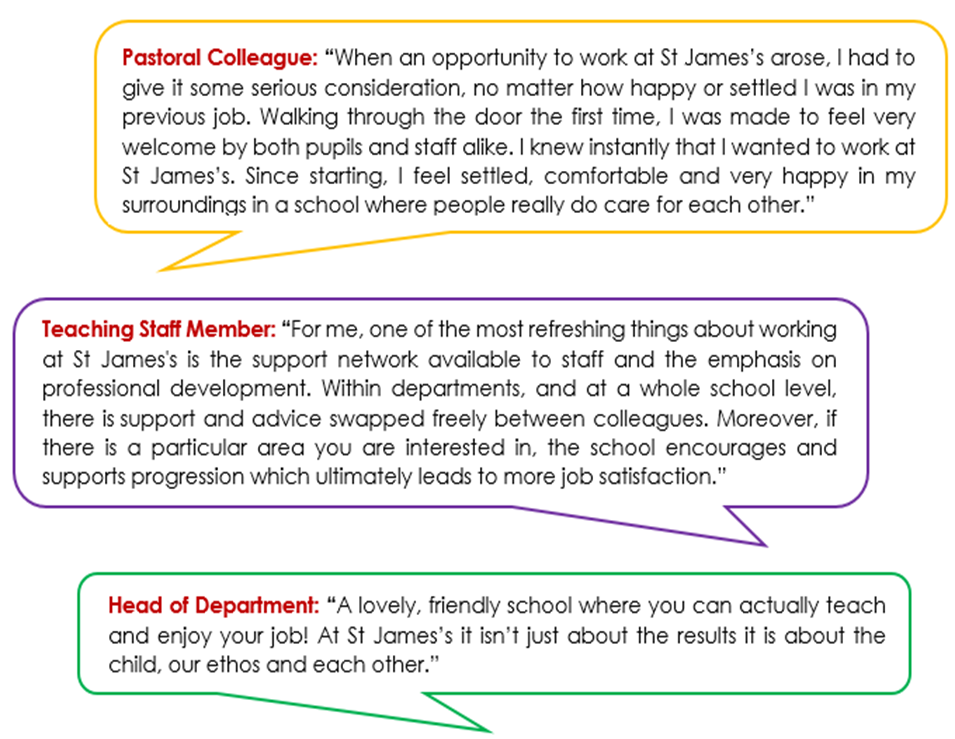 Pastoral Colleague: “When an opportunity to work at St James’s arose, I had to
give it some serious consideration, no matter how happy or settled I was in my
previous job. Walking through the door the first time, I was made to feel very
welcome by both pupils and staff alike. I knew instantly that I wanted to work at
St James’s. Since starting, I feel settled, comfortable and very happy in my
surroundings in a school where people really do care for each other.”
Teaching Staff Member: “For me, one of the most refreshing things about working
at St James's is the support network available to staff and the emphasis on
professional development. Within departments, and at a whole school level,
there is support and advice swapped freely between colleagues. Moreover, if
there is a particular area you are interested in, the school encourages and
supports progression which ultimately leads to more job satisfaction.”
Head of Department: “A lovely, friendly school where you can actually teach
and enjoy your job! At St James’s it isn’t just about the results it is about the
child, our ethos and each other.”